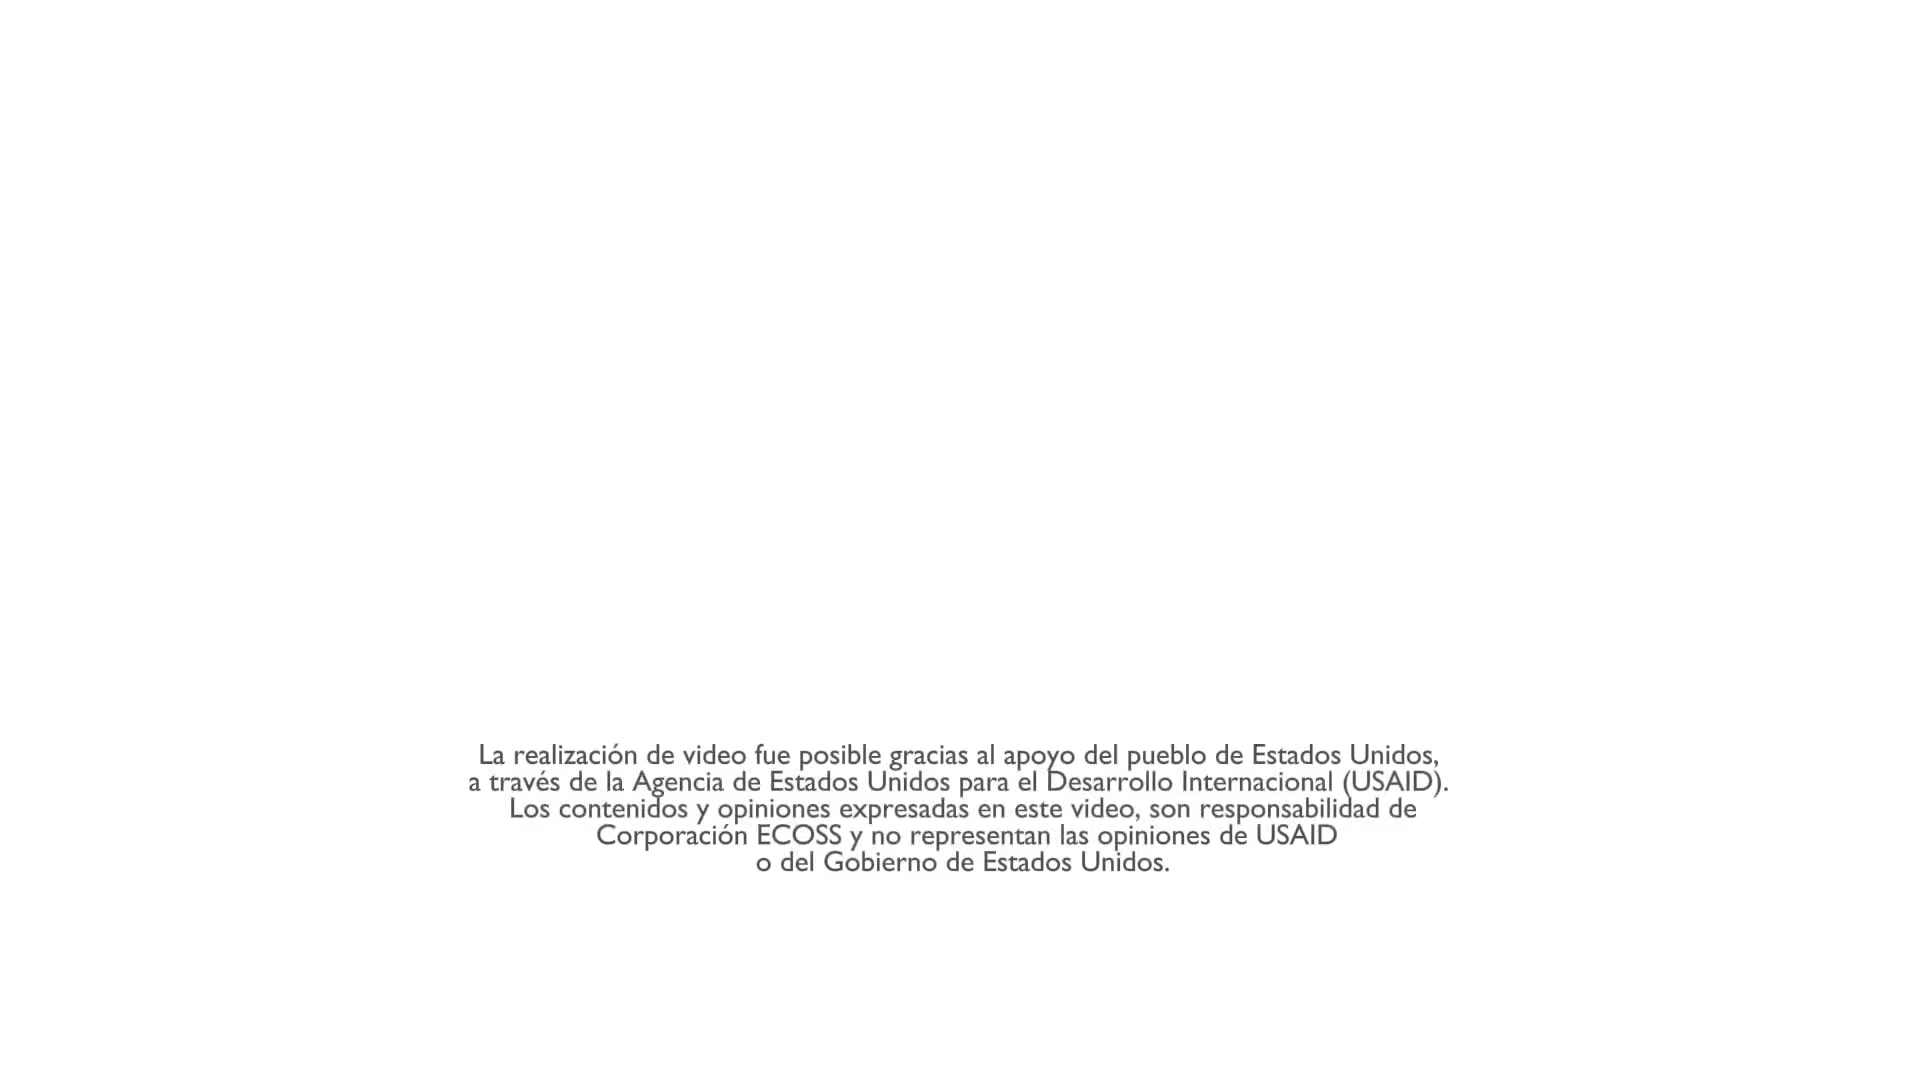 La realización de video fue posible gracias al apoyo del pueblo de Estados Unidos,
a través de la Agencia de Estados Unidos para el Desarrollo Internacional (USAID).
Los contenidos y opiniones expresadas en este video, son responsabilidad de
Corporación ECOSS y no representan las opiniones de USAID
o del Gobierno de Estados Unidos.